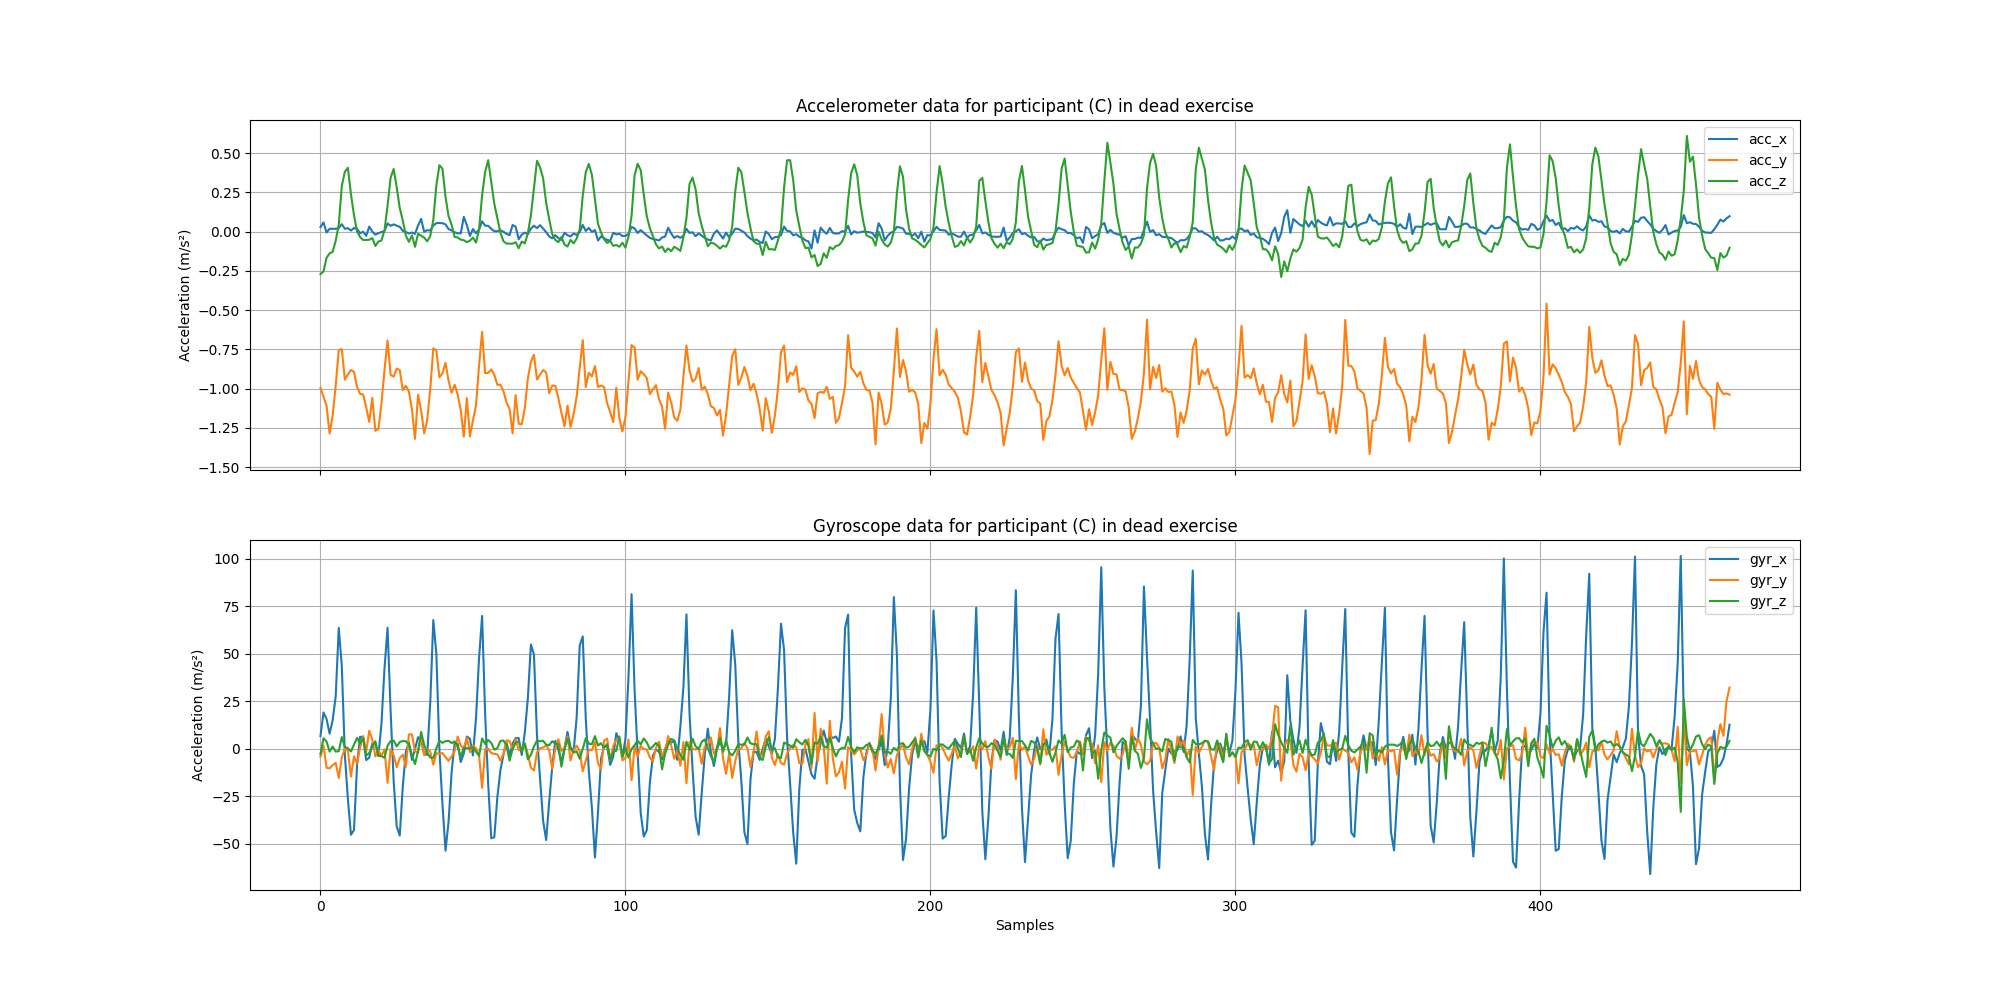 Accelerometer data for participant (C) in dead exercise
Acceleration (m/s²)
0.50
0.25
0.00
−0.25
−0.50
−0.75
−1.00
−1.25
−1.50
acc_x
acc_y
acc_z
Gyroscope data for participant (C) in dead exercise
Acceleration (m/s²)
100
75
50
25
0
−25
−50
gyr_x
gyr_y
gyr_z
0 100 200 300 400
Samples